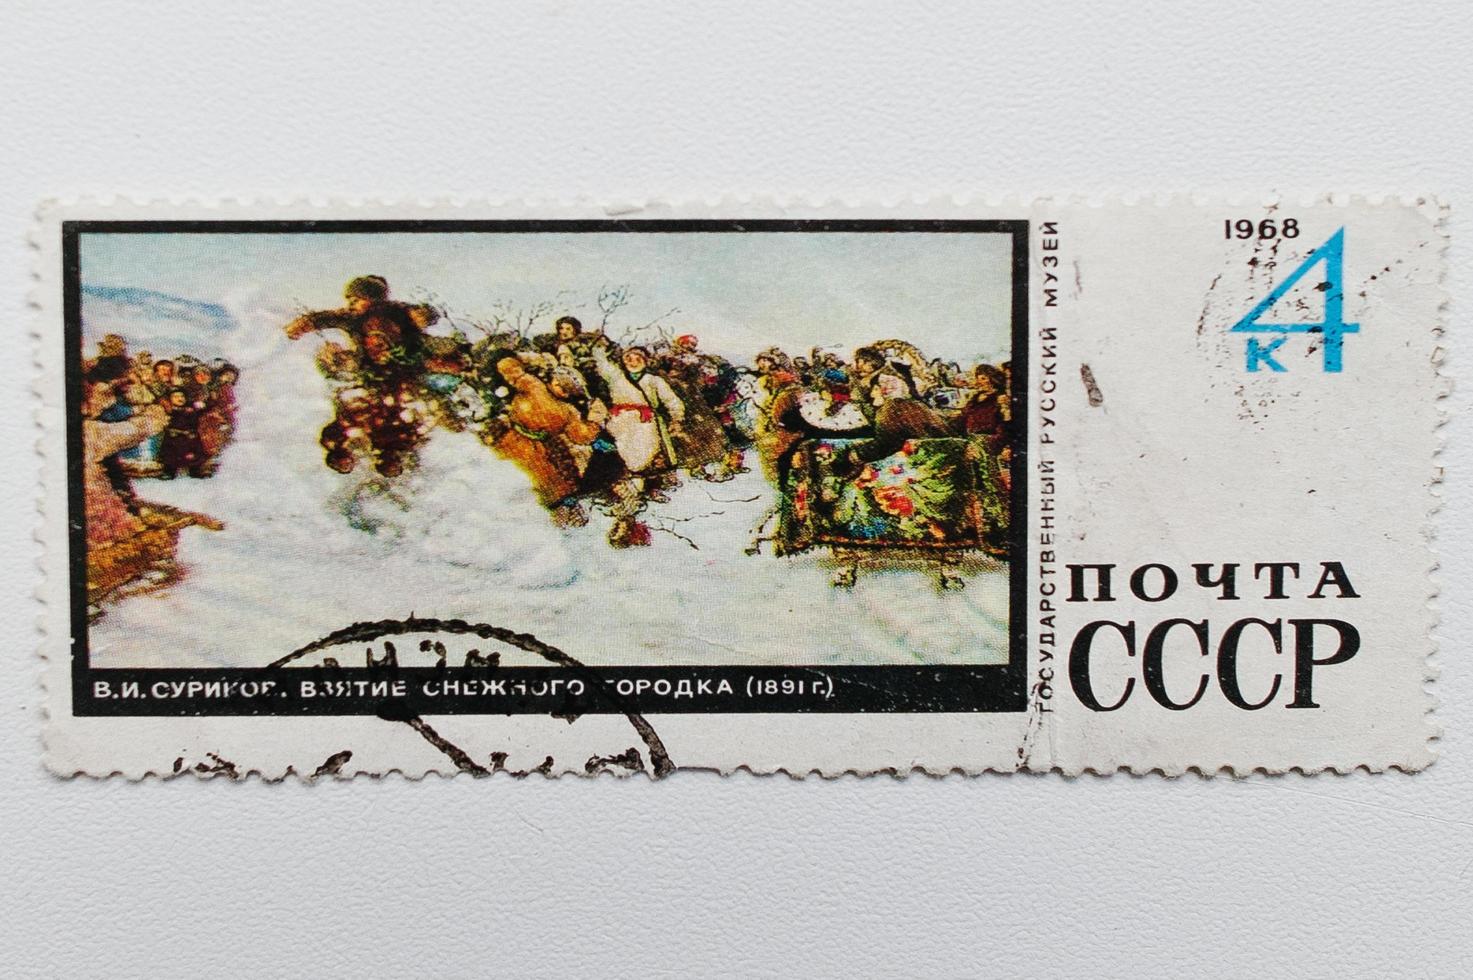 1968
4
К
ГОСУДАРСТВЕННЫЙ РУССКИЙ МУЗЕЙ
ПОЧТА
СССР
В.И.СУРИКОВ. ВЗЯТИЕ СНЕЖНОГО ГОРОДКА (1891 г.)